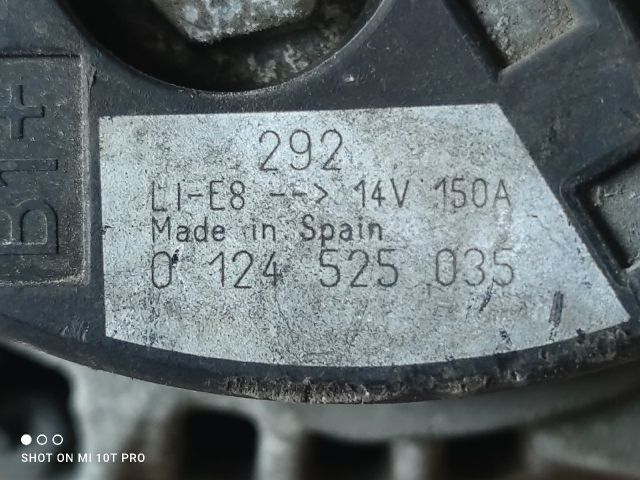 B1+
292
LI-E8 --> 14V 150A
Made in Spain
0 124 525 035
SHOT ON MI 10T PRO